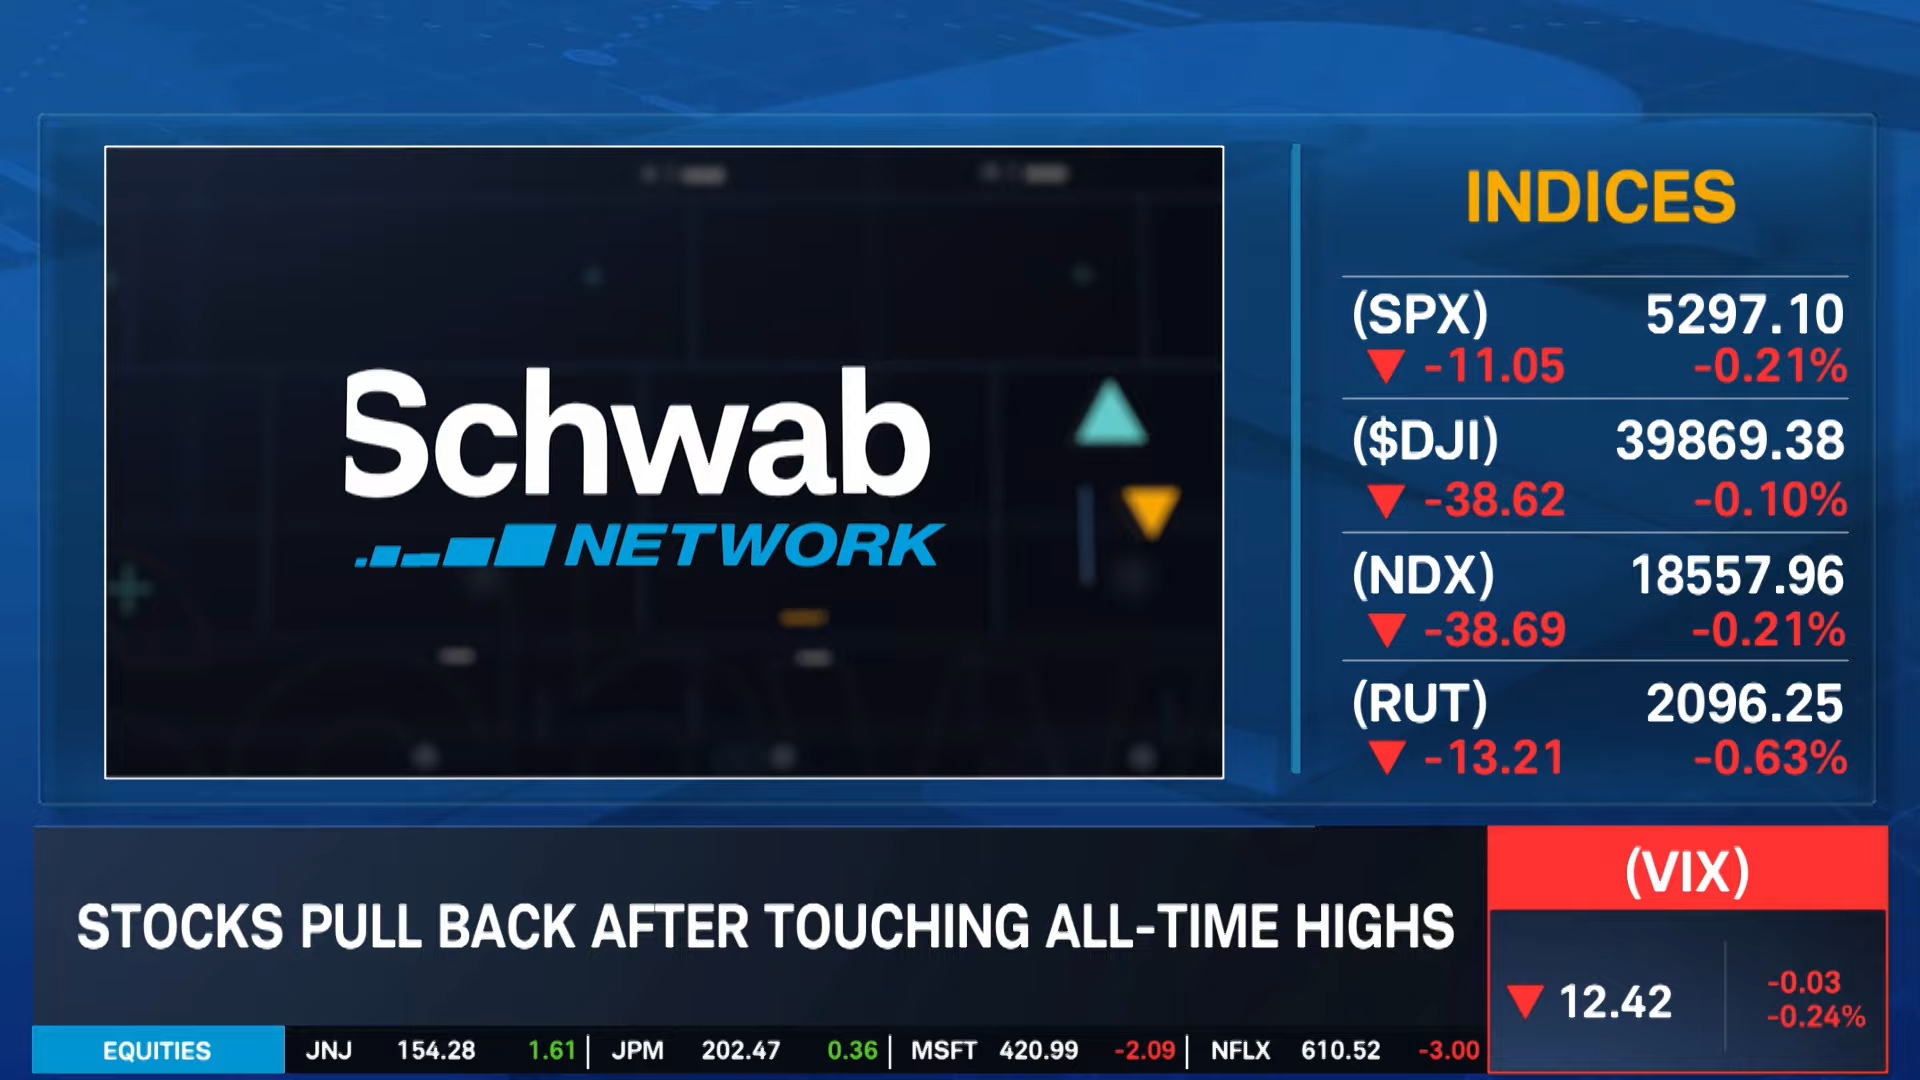 Schwab
NETWORK
INDICES
(SPX) 5297.10
▼ -11.05 -0.21%
($DJI) 39869.38
▼ -38.62 -0.10%
(NDX) 18557.96
▼ -38.69 -0.21%
(RUT) 2096.25
▼ -13.21 -0.63%
STOCKS PULL BACK AFTER TOUCHING ALL-TIME HIGHS
(VIX)
▼ 12.42
-0.03
-0.24%
EQUITIES JNJ 154.28 1.61 | JPM 202.47 0.36 | MSFT 420.99 -2.09 | NFLX 610.52 -3.00